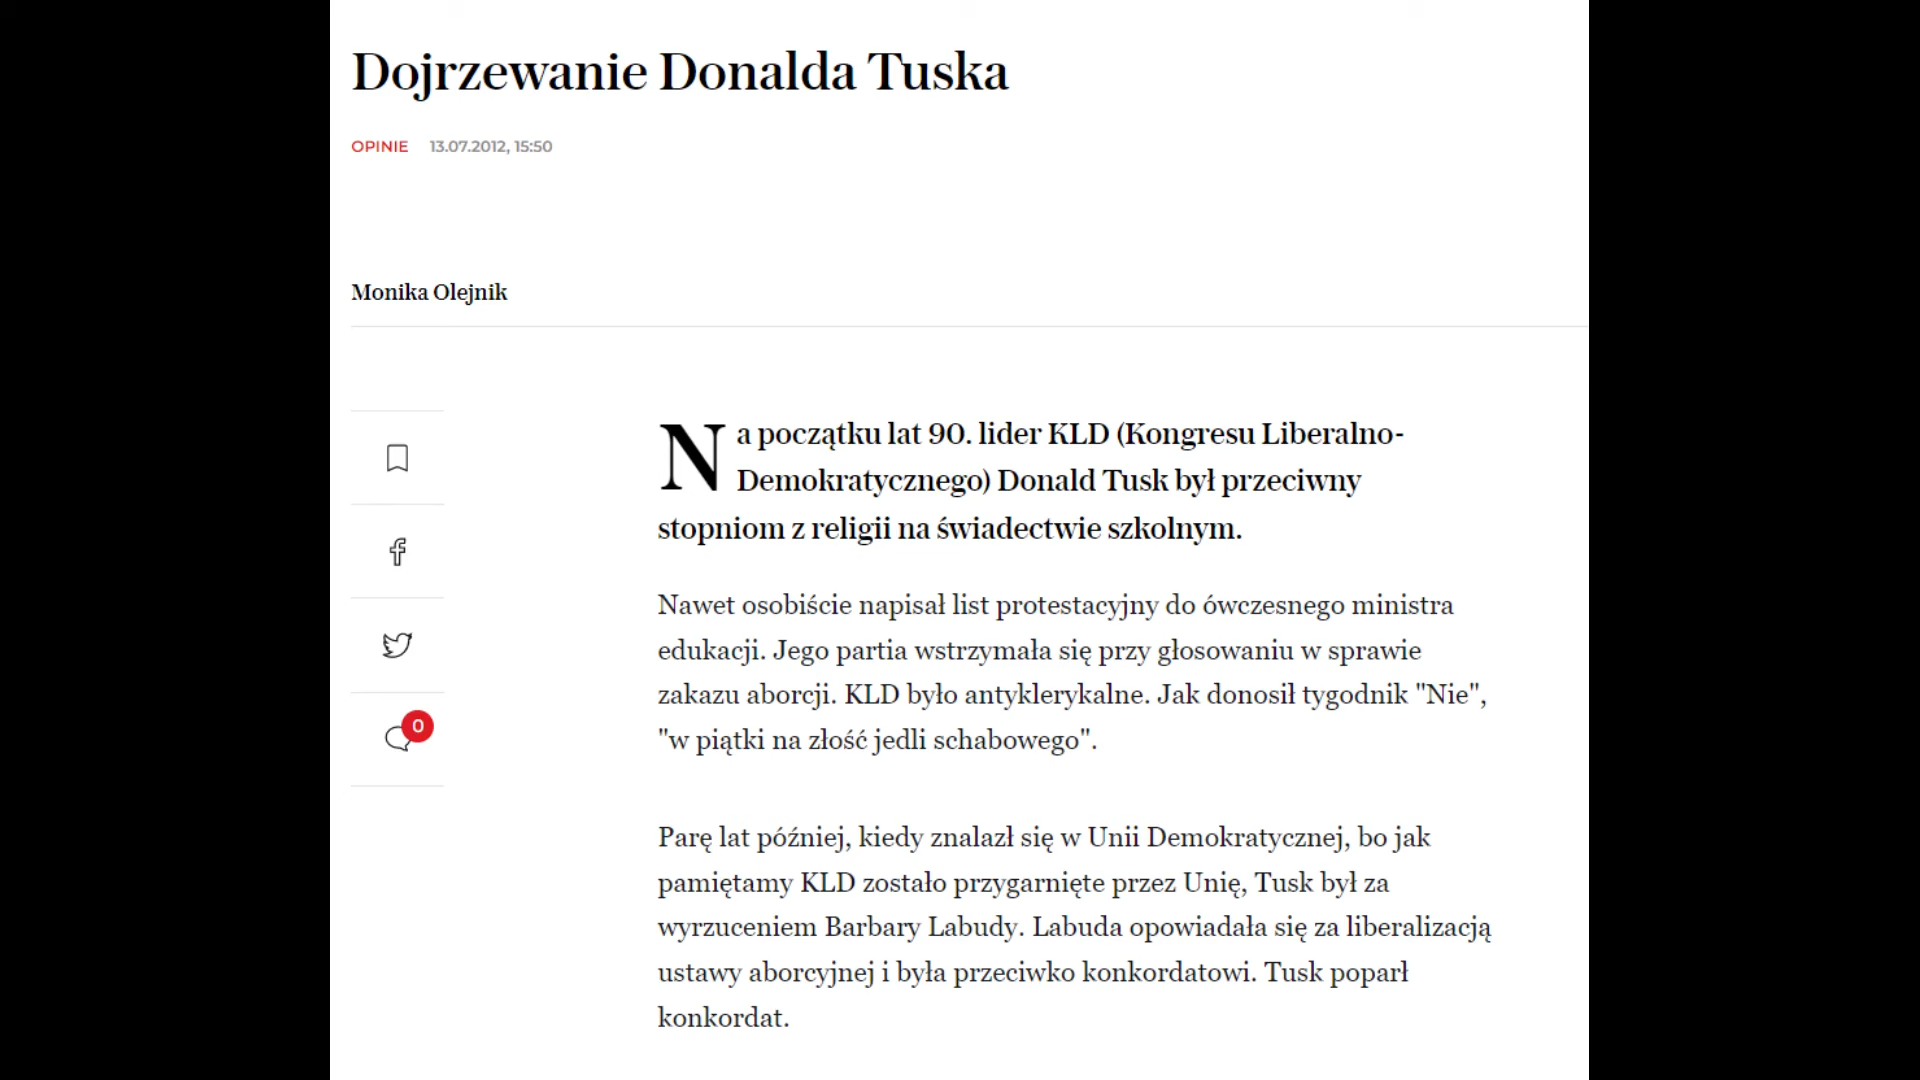 Dojrzewanie Donalda Tuska
OPINIE 13.07.2012, 15:50
Monika Olejnik
Na początku lat 90. lider KLD (Kongresu Liberalno-
Demokratycznego) Donald Tusk był przeciwny
stopniom z religii na świadectwie szkolnym.
Nawet osobiście napisał list protestacyjny do ówczesnego ministra
edukacji. Jego partia wstrzymała się przy głosowaniu w sprawie
zakazu aborcji. KLD było antyklerykalne. Jak donosił tygodnik "Nie",
"w piątki na złość jedli schabowego".
0
Parę lat później, kiedy znalazł się w Unii Demokratycznej, bo jak
pamiętamy KLD zostało przygarnięte przez Unię, Tusk był za
wyrzuceniem Barbary Labudy. Labuda opowiadała się za liberalizacją
ustawy aborcyjnej i była przeciwko konkordatowi. Tusk poparł
konkordat.